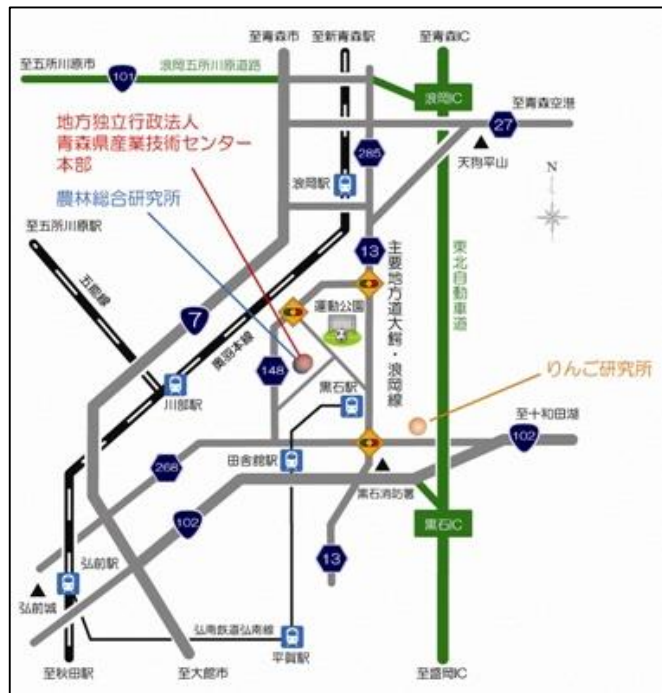 至青森市
至新青森駅
至青森IC
至五所川原市
浪岡五所川原道路
101
浪岡IC
至青森空港
27
地方独立行政法人
青森県産業技術センター
本部
285
天狗平山
浪岡駅
農林総合研究所
N
至五所川原駅
13
五能線
7
奥羽本線
運動公園
主要地方道大鰐・浪岡線
東北自動車道
148
川部駅
黒石駅
りんご研究所
至十和田湖
102
268
田舎館駅
黒石消防署
102
黒石IC
13
弘前駅
弘前城
弘南鉄道弘南線
平賀駅
至秋田駅
至大館市
至盛岡IC